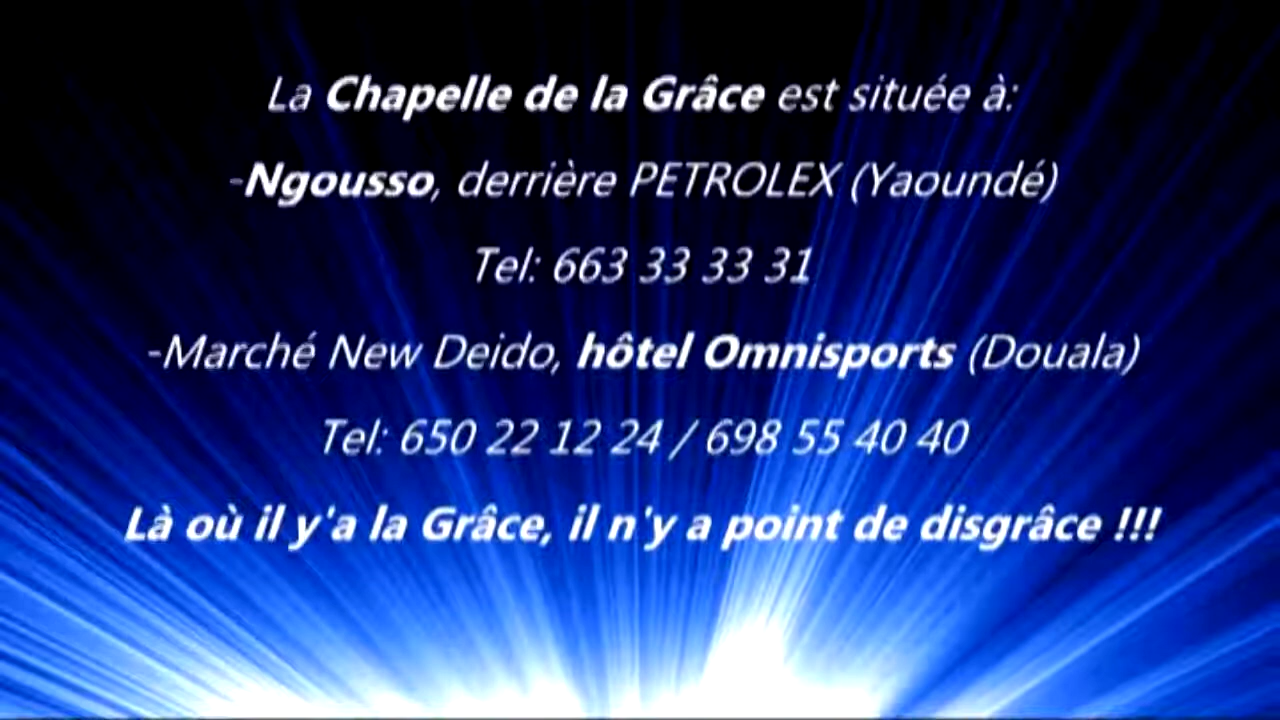 La Chapelle de la Grâce est située à:
-Ngousso, derrière PETROLEX (Yaoundé)
Tel: 663 33 33 31
-Marché New Deido, hôtel Omnisports (Douala)
Tel: 650 22 12 24 / 698 55 40 40
Là où il y'a la Grâce, il n'y a point de disgrâce !!!